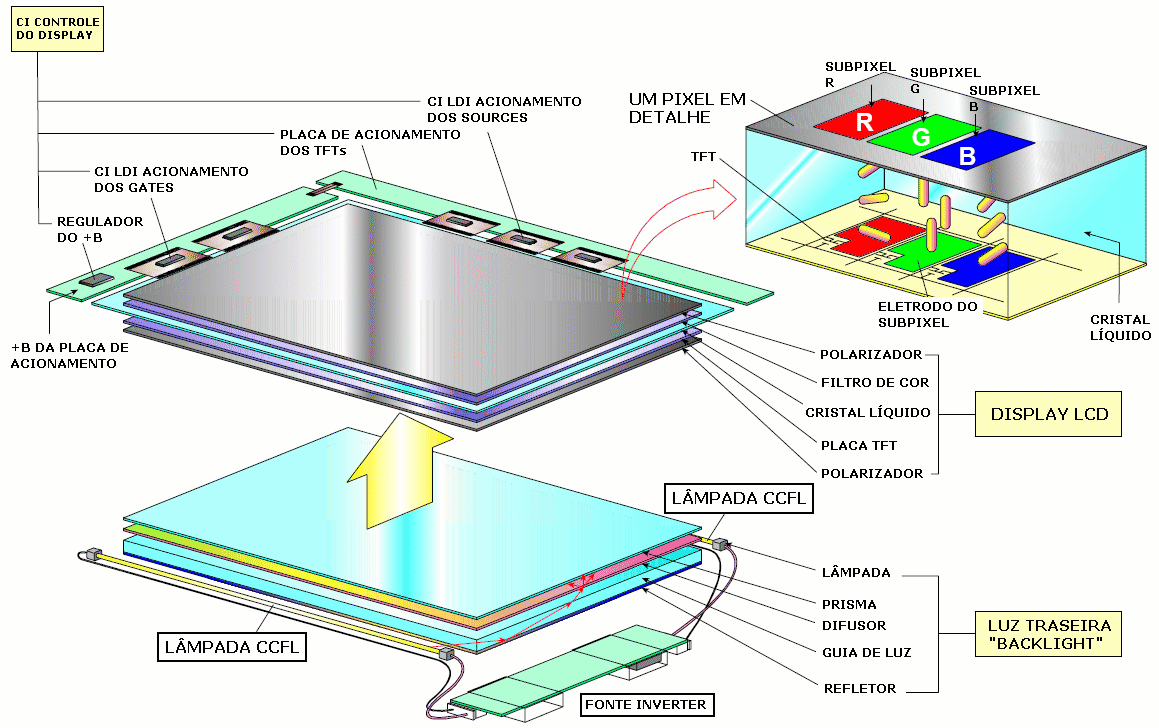 CI CONTROLE
DO DISPLAY
CI LDI ACIONAMENTO
DOS SOURCES
PLACA DE ACIONAMENTO
DOS TFTs
CI LDI ACIONAMENTO
DOS GATES
REGULADOR
DO +B
+B DA PLACA DE
ACIONAMENTO
UM PIXEL EM
DETALHE
SUBPIXEL
R
SUBPIXEL
G
SUBPIXEL
B
R
G
B
TFT
ELETRODO DO
SUBPIXEL
CRISTAL
LÍQUIDO
POLARIZADOR
FILTRO DE COR
CRISTAL LÍQUIDO
PLACA TFT
POLARIZADOR
DISPLAY LCD
LÂMPADA CCFL
LÂMPADA
PRISMA
DIFUSOR
GUIA DE LUZ
REFLETOR
LUZ TRASEIRA
"BACKLIGHT"
LÂMPADA CCFL
FONTE INVERTER